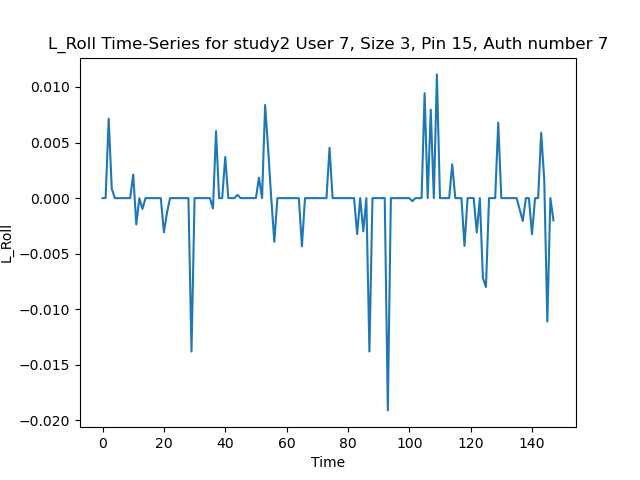 L_Roll Time-Series for study2 User 7, Size 3, Pin 15, Auth number 7
0.010
0.005
0.000
−0.005
−0.010
−0.015
−0.020
L_Roll
0 20 40 60 80 100 120 140
Time